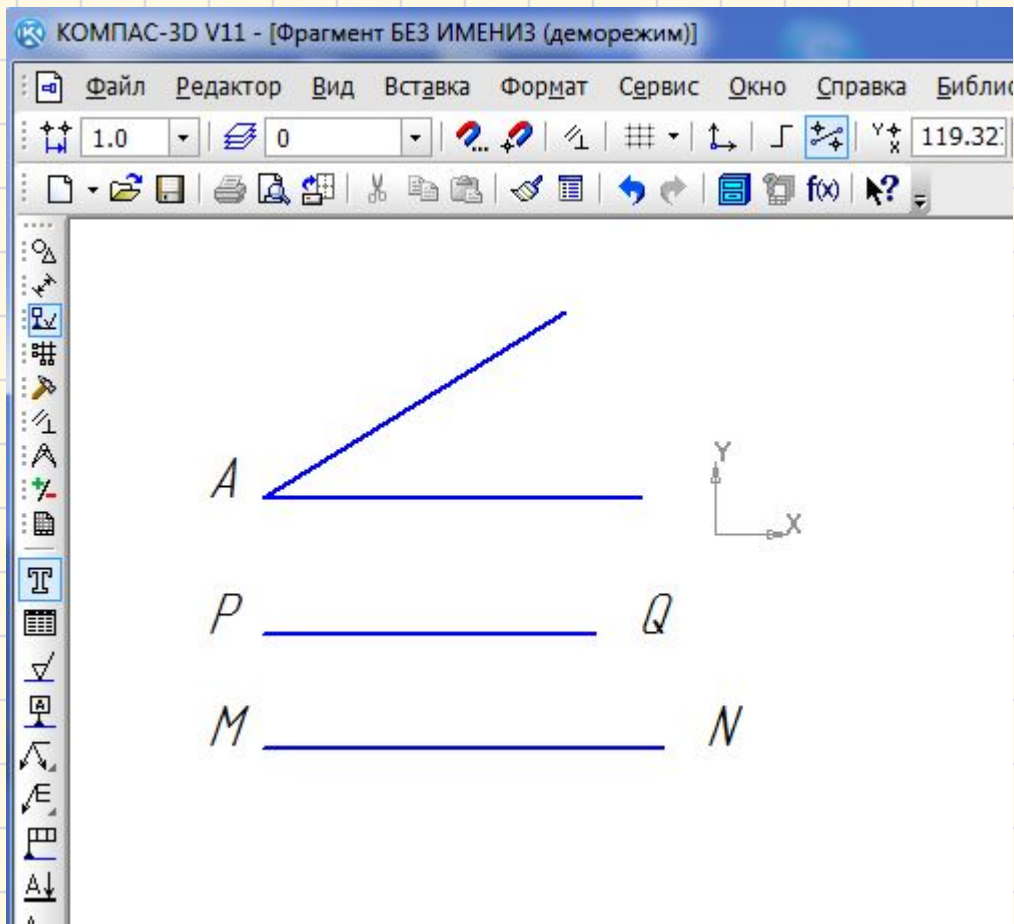 КОМПАС-3D V11 - [Фрагмент БЕЗ ИМЕНИ3 (деморежим)]
Файл Редактор Вид Вставка Формат Сервис Окно Справка Библио
1.0 0 Y X 119.32
f(x) ?
T
A
Е
A
A
Y
X
P Q
M N